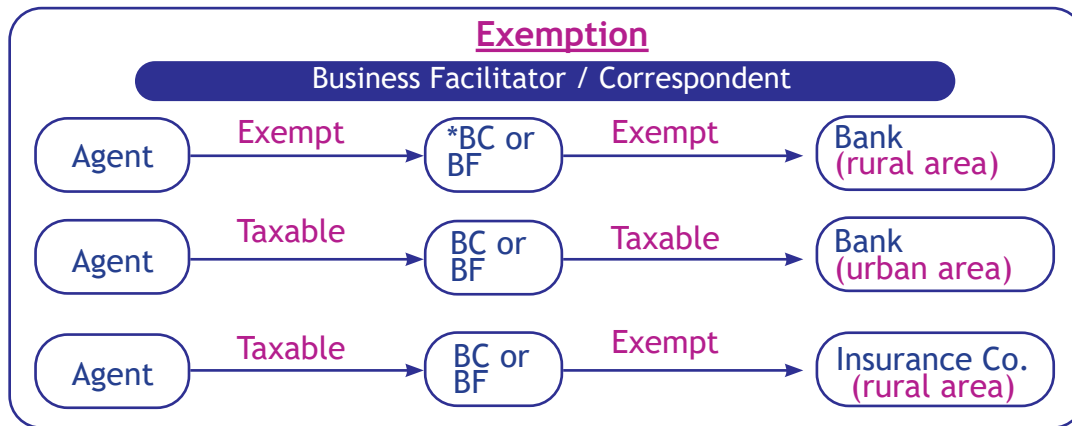 Exemption
Business Facilitator / Correspondent
Agent
Exempt
*BC or
BF
Exempt
Bank
(rural area)
Agent
Taxable
BC or
BF
Taxable
Bank
(urban area)
Agent
Taxable
BC or
BF
Exempt
Insurance Co.
(rural area)